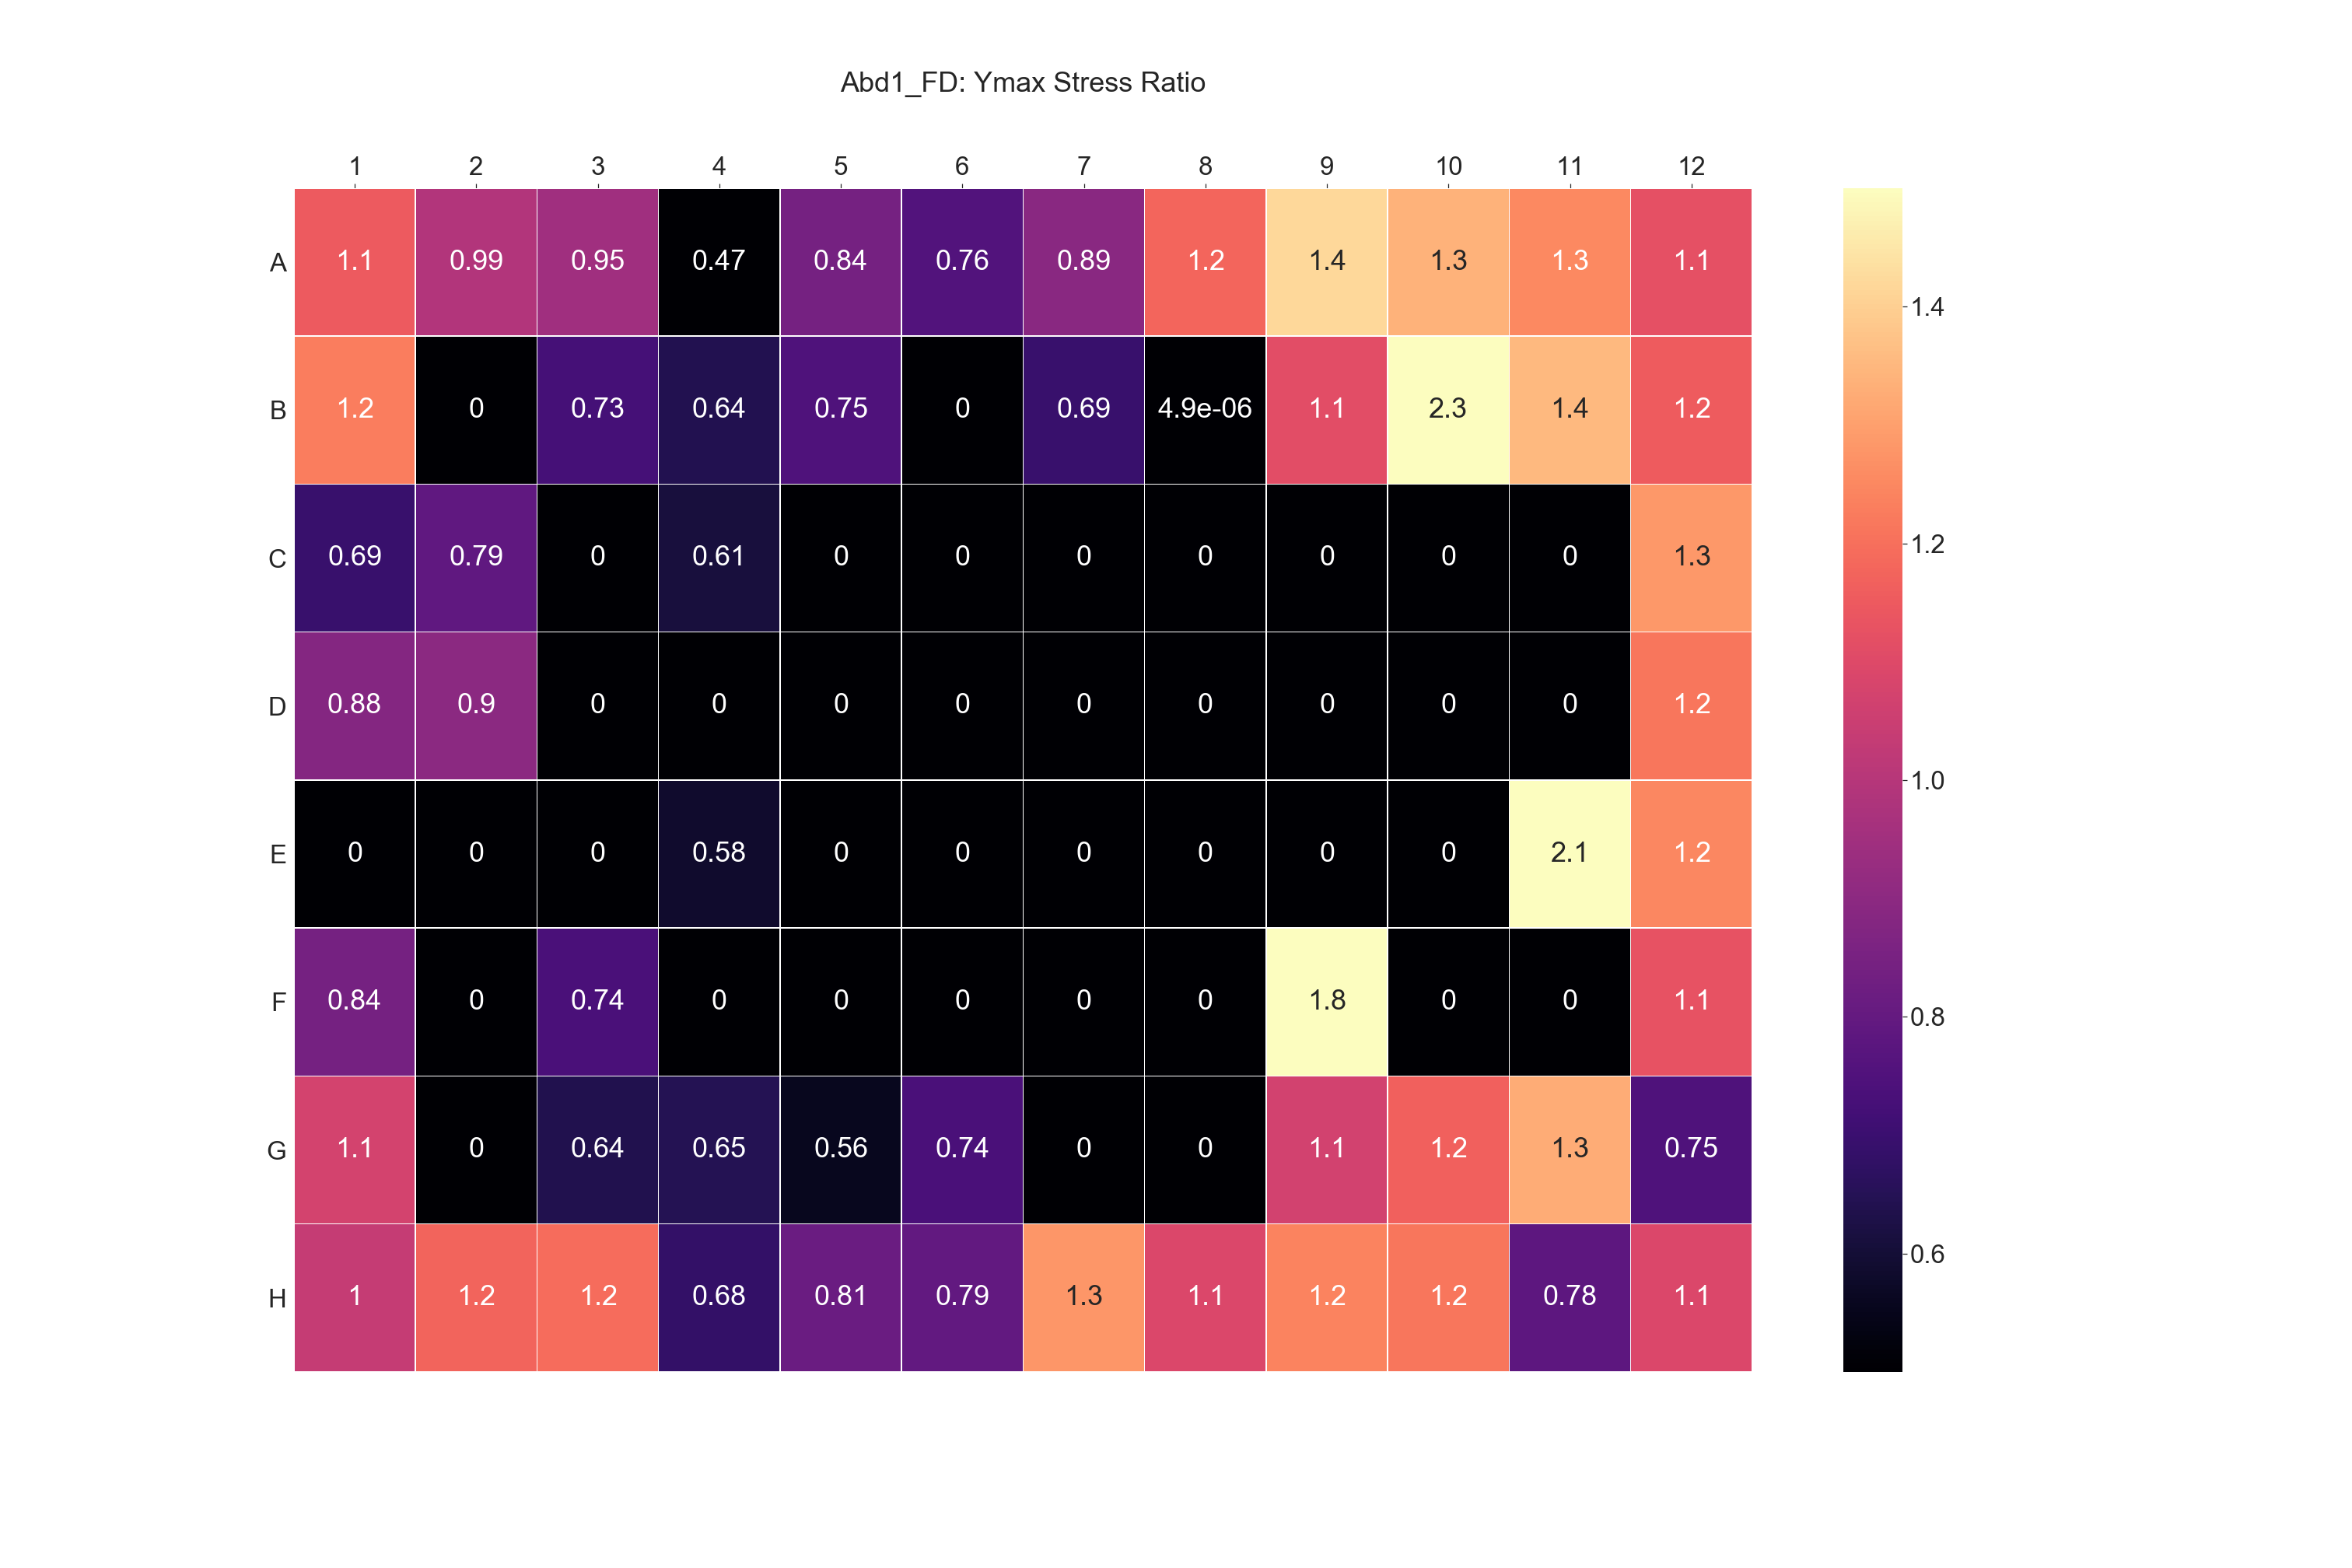 Abd1_FD: Ymax Stress Ratio
1 2 3 4 5 6 7 8 9 10 11 12
A 1.1 0.99 0.95 0.47 0.84 0.76 0.89 1.2 1.4 1.3 1.3 1.1
1.4
B 1.2 0 0.73 0.64 0.75 0 0.69 4.9e-06 1.1 2.3 1.4 1.2
1.2
C 0.69 0.79 0 0.61 0 0 0 0 0 0 0 1.3
D 0.88 0.9 0 0 0 0 0 0 0 0 0 1.2
1.0
E 0 0 0 0.58 0 0 0 0 0 0 2.1 1.2
F 0.84 0 0.74 0 0 0 0 0 1.8 0 0 1.1
0.8
G 1.1 0 0.64 0.65 0.56 0.74 0 0 1.1 1.2 1.3 0.75
0.6
H 1 1.2 1.2 0.68 0.81 0.79 1.3 1.1 1.2 1.2 0.78 1.1